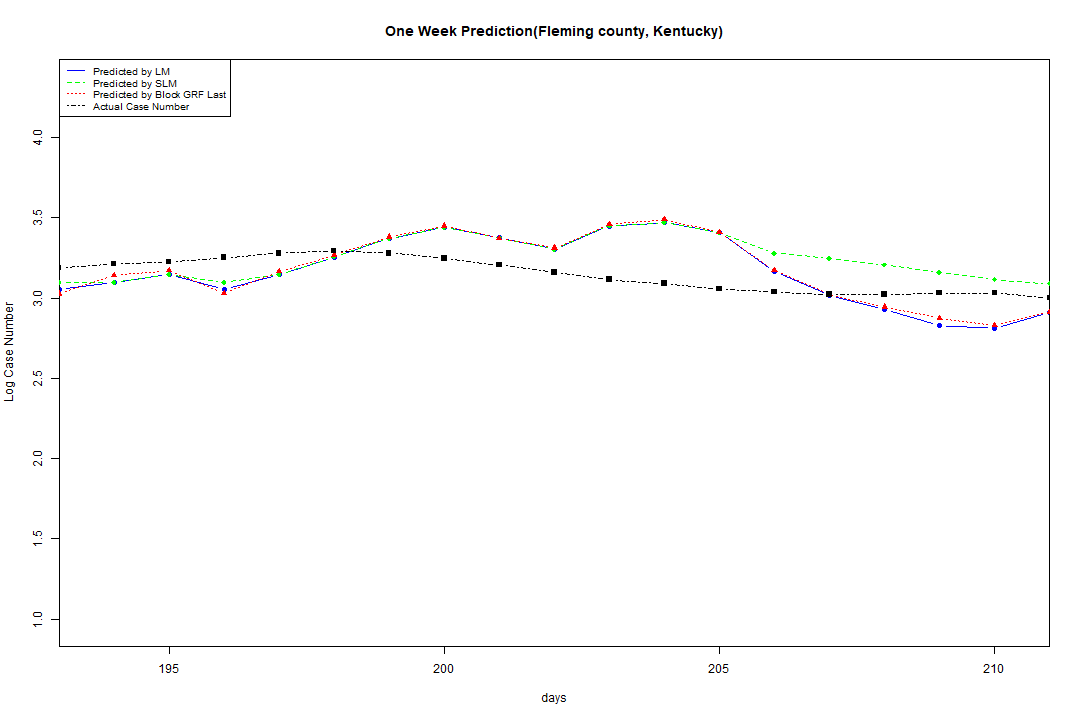 One Week Prediction(Fleming county, Kentucky)
Predicted by LM
Predicted by SLM
Predicted by Block GRF Last
Actual Case Number
4.0
3.5
3.0
2.5
2.0
1.5
1.0
Log Case Number
195 200 205 210
days